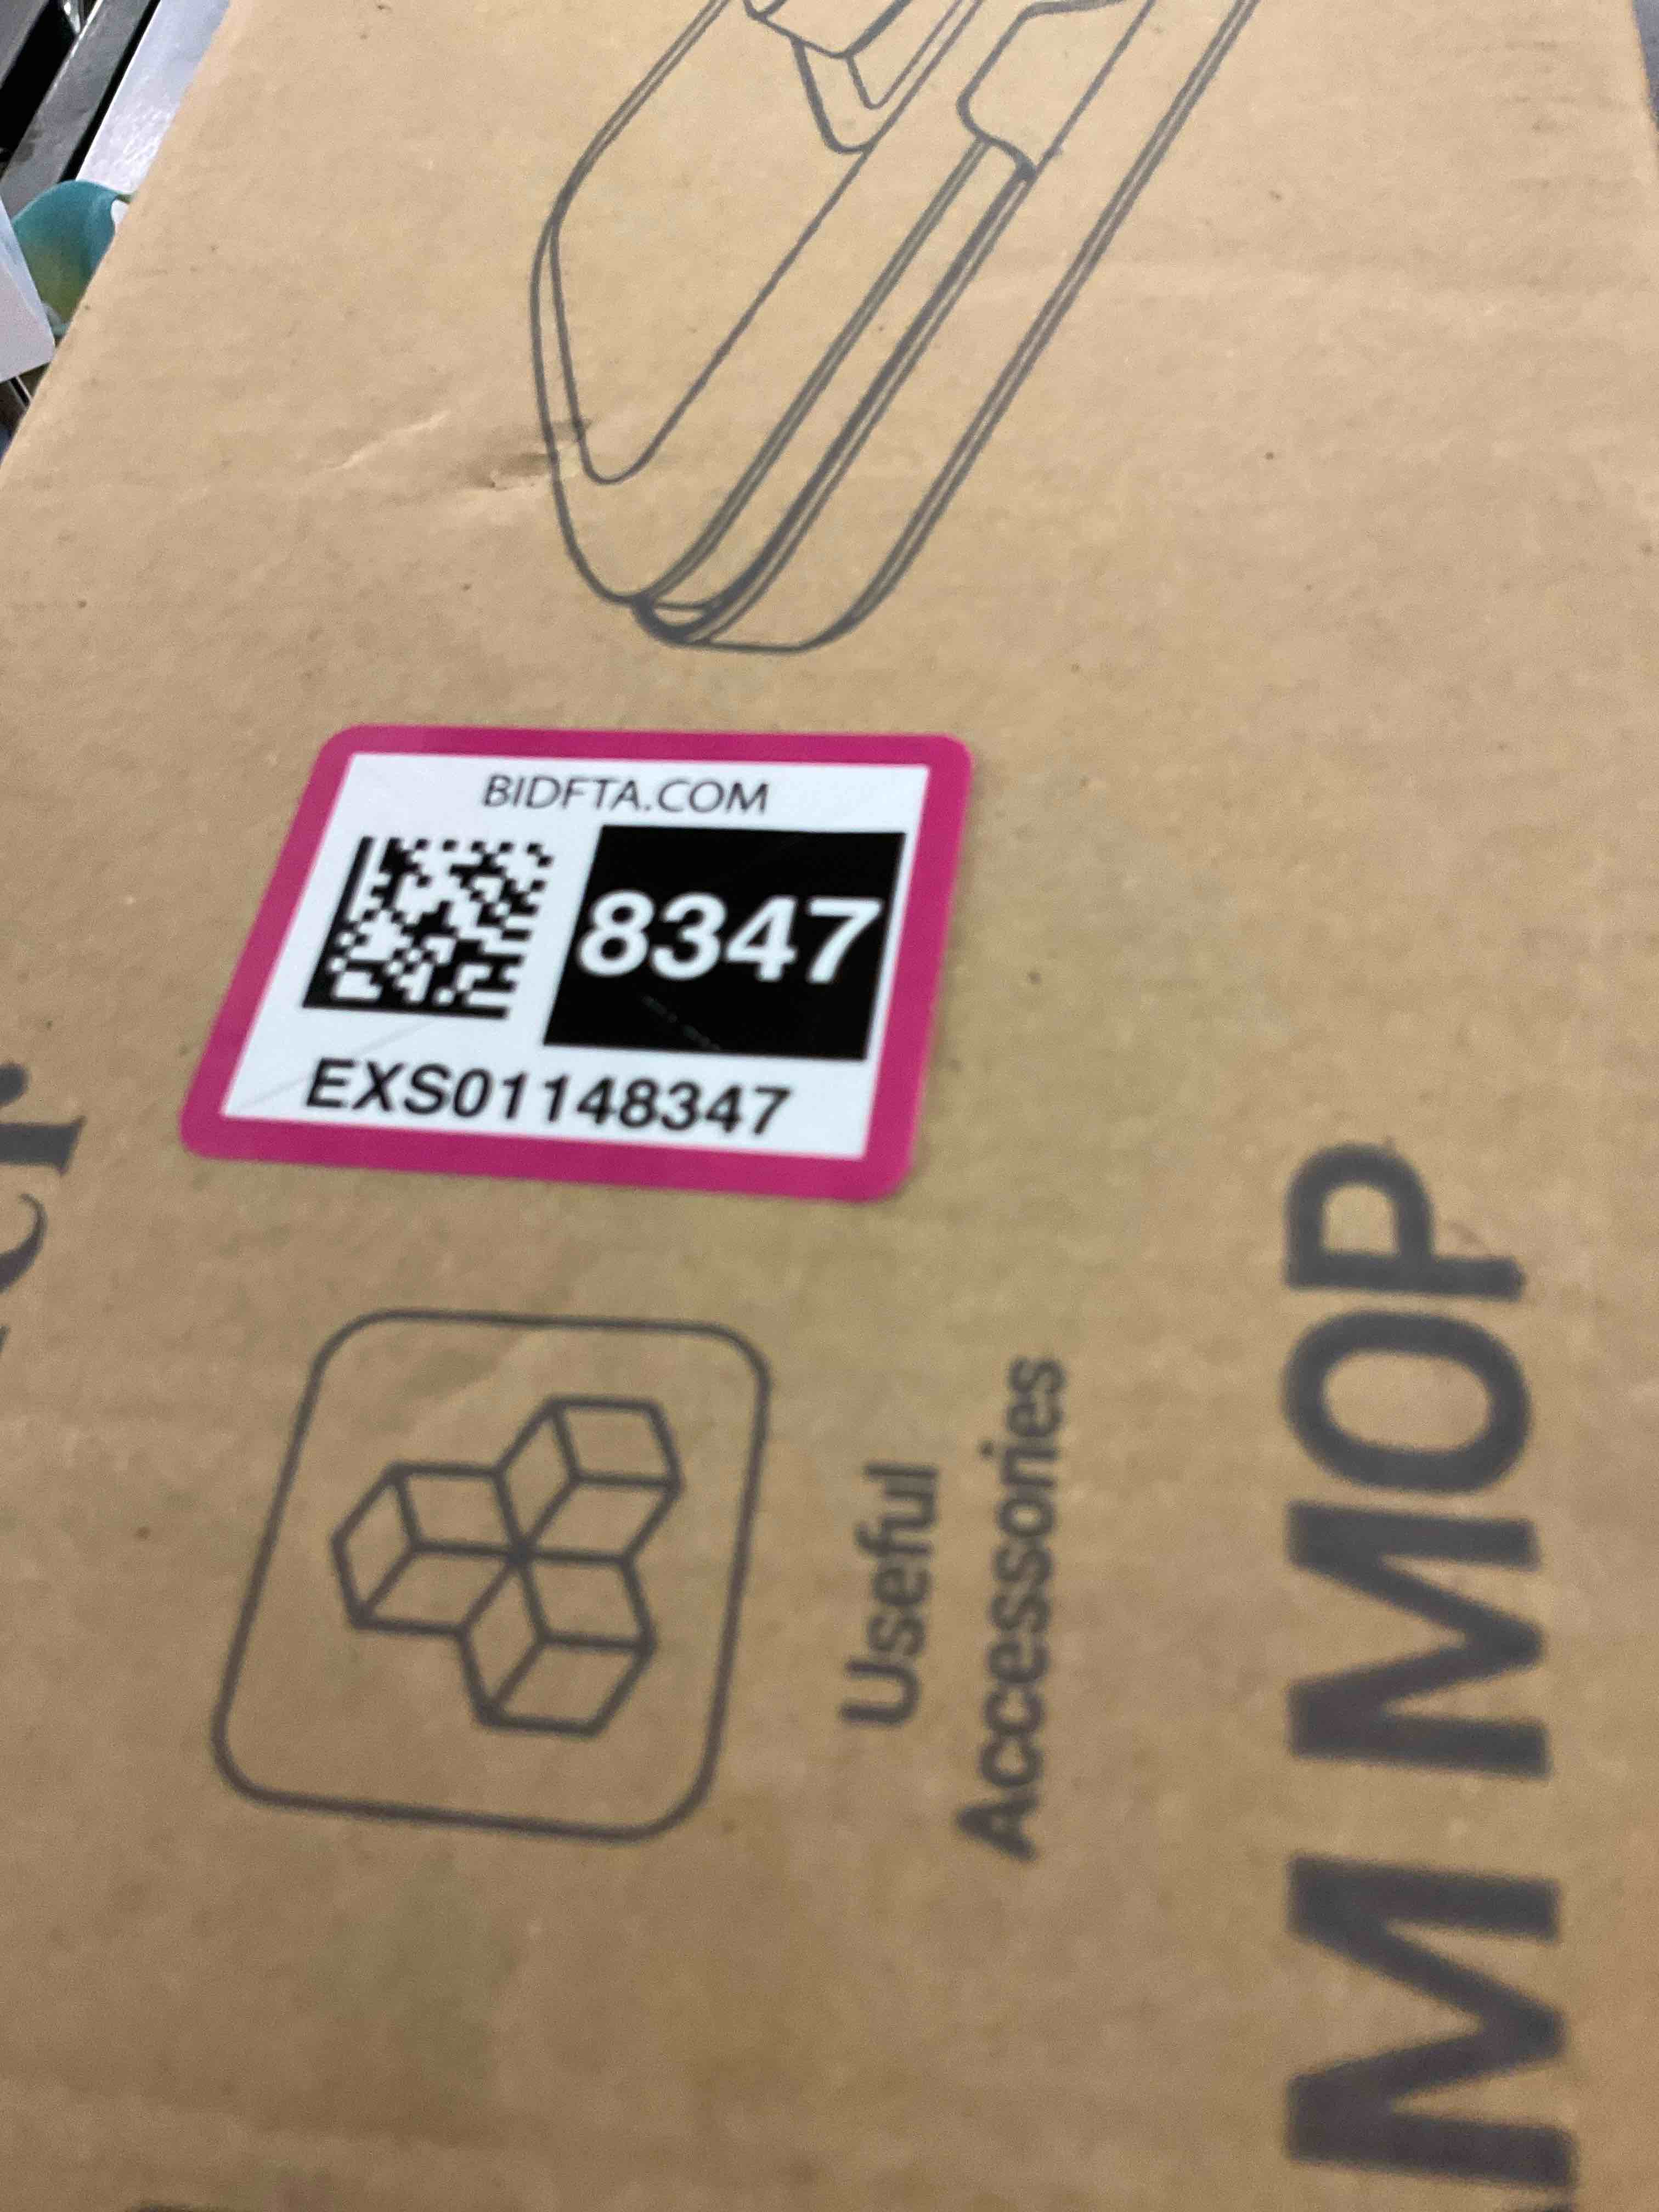 BIDFTA.COM
8347
EXS01148347
Useful
Accessories
M MOP